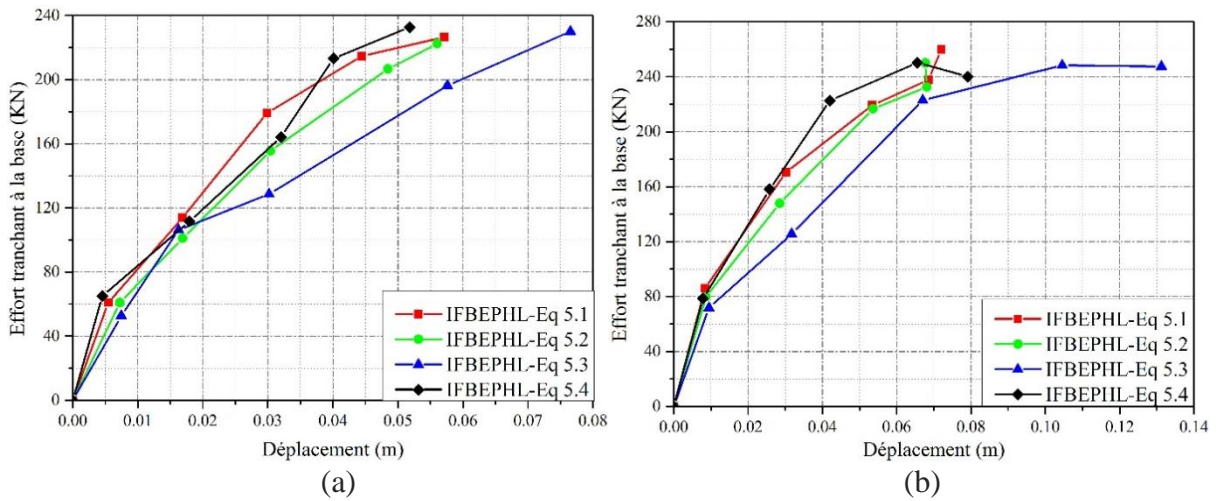 240
200
160
120
80
40
0
Effort tranchant à la base (KN)
0.00 0.01 0.02 0.03 0.04 0.05 0.06 0.07 0.08
Déplacement (m)
IFBEPHL-Eq 5.1
IFBEPHL-Eq 5.2
IFBEPHL-Eq 5.3
IFBEPHL-Eq 5.4
(a)
280
240
200
160
120
80
40
0
Effort tranchant à la base (KN)
0.00 0.02 0.04 0.06 0.08 0.10 0.12 0.14
Déplacement (m)
IFBEPHL-Eq 5.1
IFBEPHL-Eq 5.2
IFBEPHL-Eq 5.3
IFBEPHL-Eq 5.4
(b)